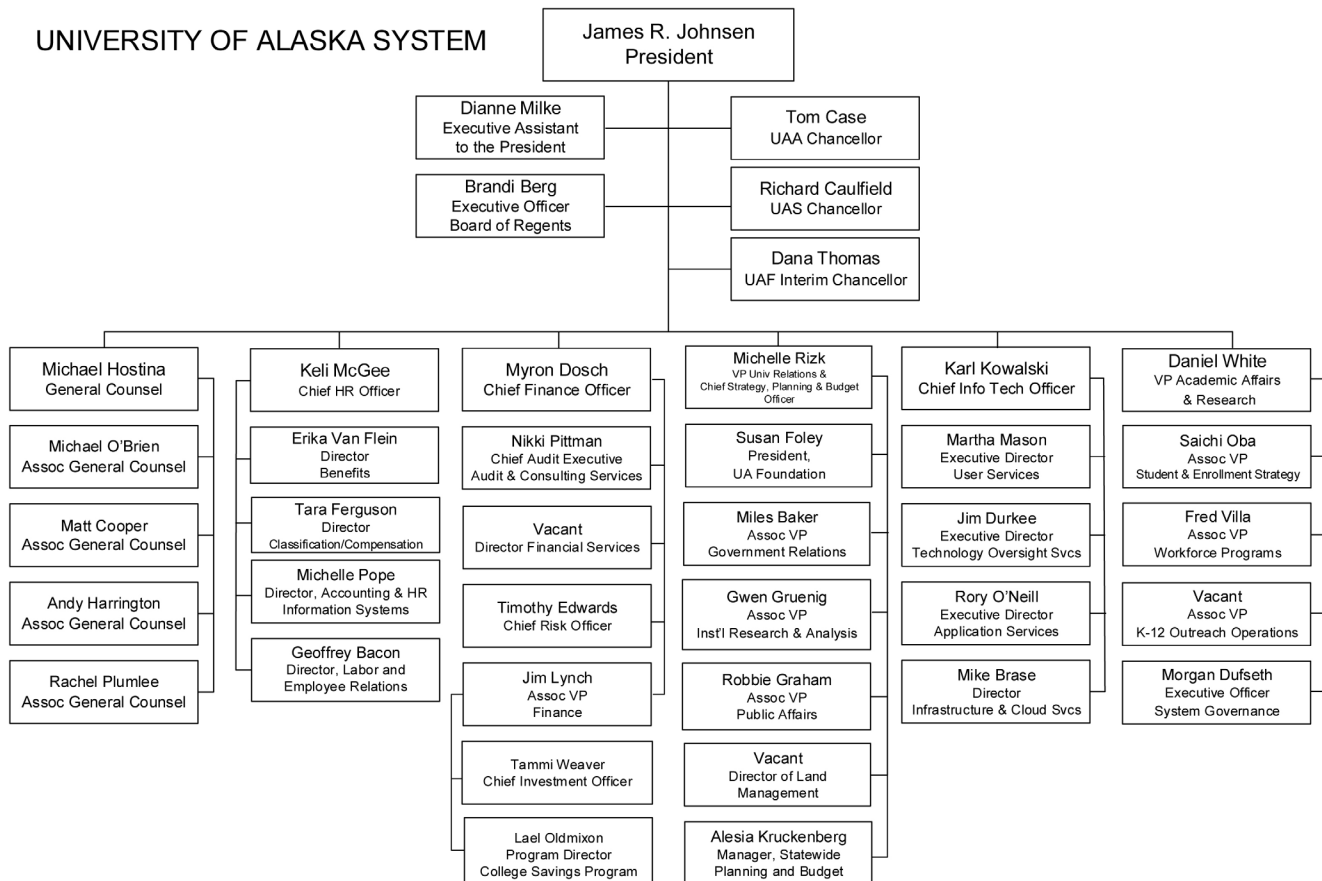 UNIVERSITY OF ALASKA SYSTEM
James R. Johnsen
President
Dianne Milke
Executive Assistant
to the President
Tom Case
UAA Chancellor
Brandi Berg
Executive Officer
Board of Regents
Richard Caulfield
UAS Chancellor
Dana Thomas
UAF Interim Chancellor
Michael Hostina
General Counsel
Michael O’Brien
Assoc General Counsel
Matt Cooper
Assoc General Counsel
Andy Harrington
Assoc General Counsel
Rachel Plumlee
Assoc General Counsel
Keli McGee
Chief HR Officer
Erika Van Flein
Director
Benefits
Tara Ferguson
Director
Classification/Compensation
Michelle Pope
Director, Accounting & HR
Information Systems
Geoffrey Bacon
Director, Labor and
Employee Relations
Myron Dosch
Chief Finance Officer
Nikki Pittman
Chief Audit Executive
Audit & Consulting Services
Vacant
Director Financial Services
Timothy Edwards
Chief Risk Officer
Jim Lynch
Assoc VP
Finance
Tammi Weaver
Chief Investment Officer
Lael Oldmixon
Program Director
College Savings Program
Michelle Rizk
VP Univ Relations &
Chief Strategy, Planning & Budget
Officer
Susan Foley
President,
UA Foundation
Miles Baker
Assoc VP
Government Relations
Gwen Gruenig
Assoc VP
Inst’l Research & Analysis
Robbie Graham
Assoc VP
Public Affairs
Vacant
Director of Land
Management
Alesia Kruckenberg
Manager, Statewide
Planning and Budget
Karl Kowalski
Chief Info Tech Officer
Martha Mason
Executive Director
User Services
Jim Durkee
Executive Director
Technology Oversight Svcs
Rory O’Neill
Executive Director
Application Services
Mike Brase
Director
Infrastructure & Cloud Svcs
Daniel White
VP Academic Affairs
& Research
Saichi Oba
Assoc VP
Student & Enrollment Strategy
Fred Villa
Assoc VP
Workforce Programs
Vacant
Assoc VP
K-12 Outreach Operations
Morgan Dufseth
Executive Officer
System Governance